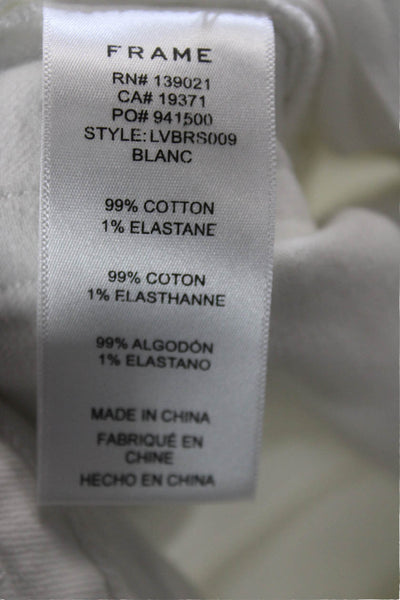 FRAME
RN# 139021
CA# 19371
PO# 941500
STYLE: LVBRS009
BLANC
99% COTTON
1% ELASTANE
99% COTON
1% ELASTHANNE
99% ALGODÓN
1% ELASTANO
MADE IN CHINA
FABRIQUÉ EN
CHINE
HECHO EN CHINA